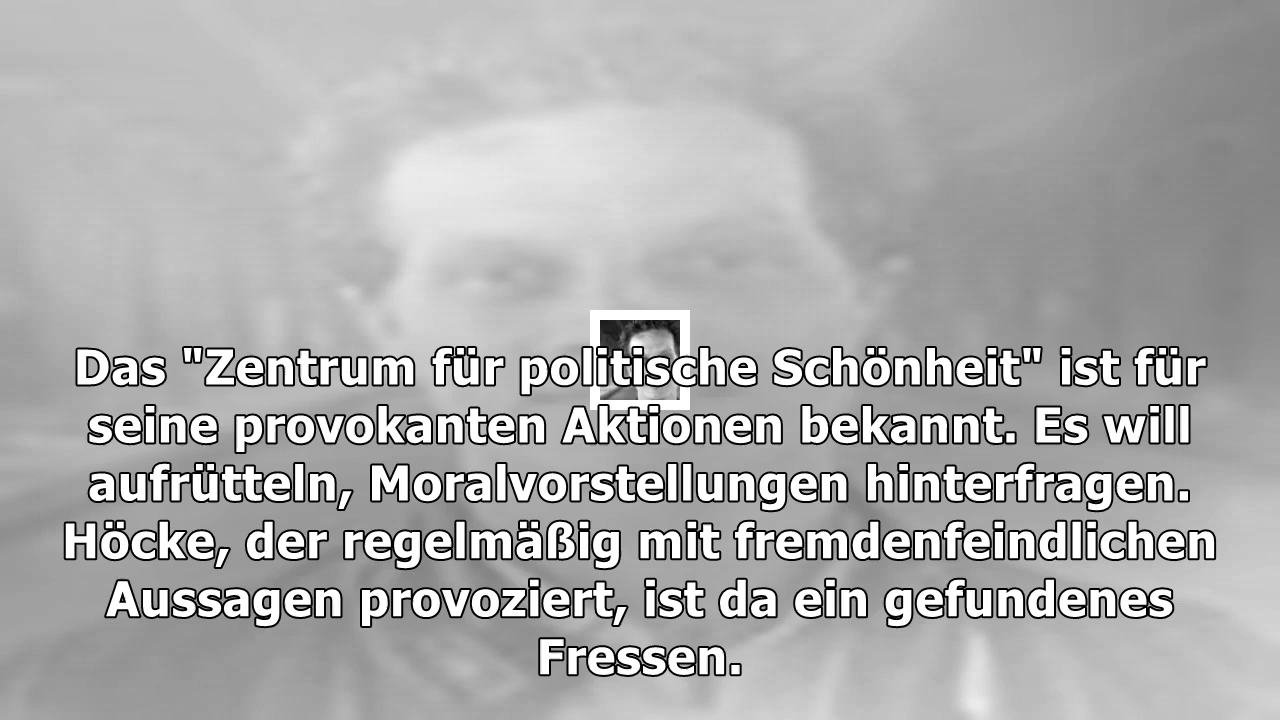 Das "Zentrum für politische Schönheit" ist für
seine provokanten Aktionen bekannt. Es will
aufrütteln, Moralvorstellungen hinterfragen.
Höcke, der regelmäßig mit fremdenfeindlichen
Aussagen provoziert, ist da ein gefundenes
Fressen.